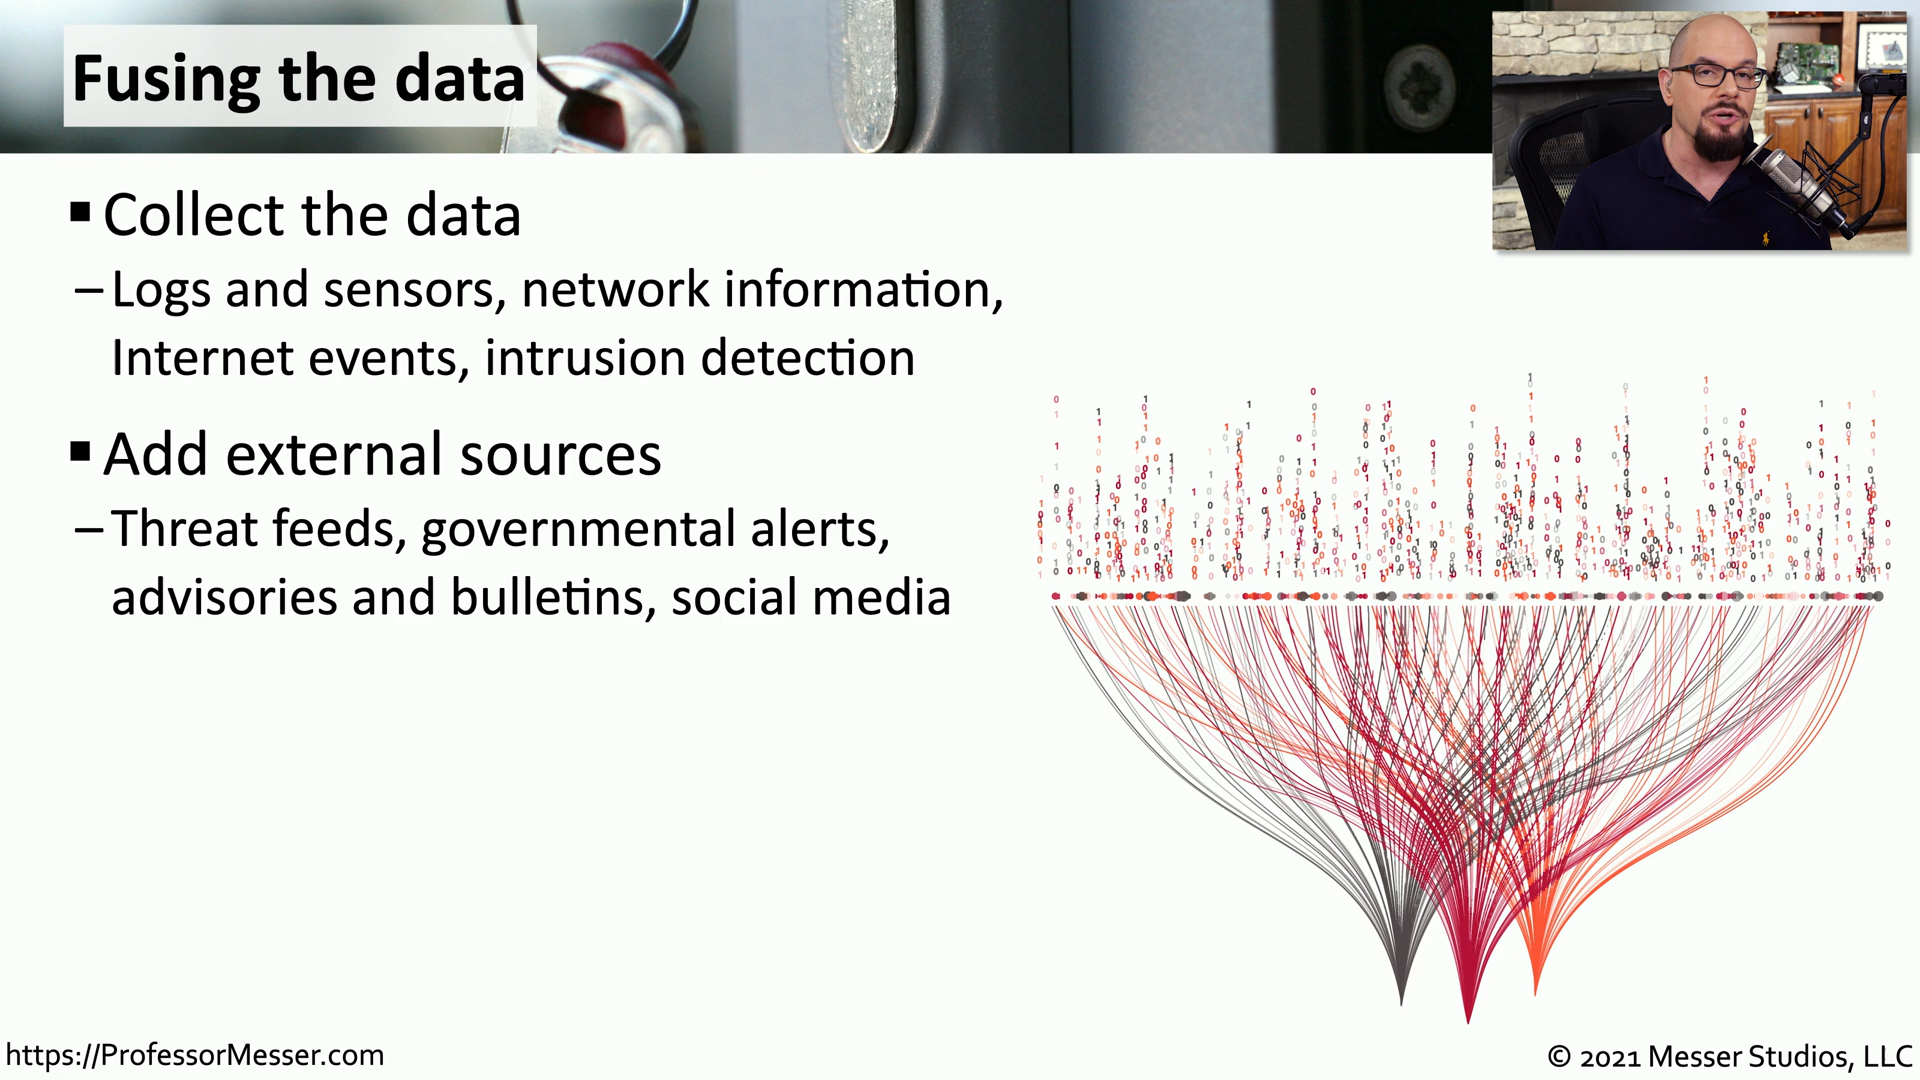 Fusing the data
▪ Collect the data
– Logs and sensors, network information,
Internet events, intrusion detection
▪ Add external sources
– Threat feeds, governmental alerts,
advisories and bulletins, social media
https://ProfessorMesser.com
© 2021 Messer Studios, LLC